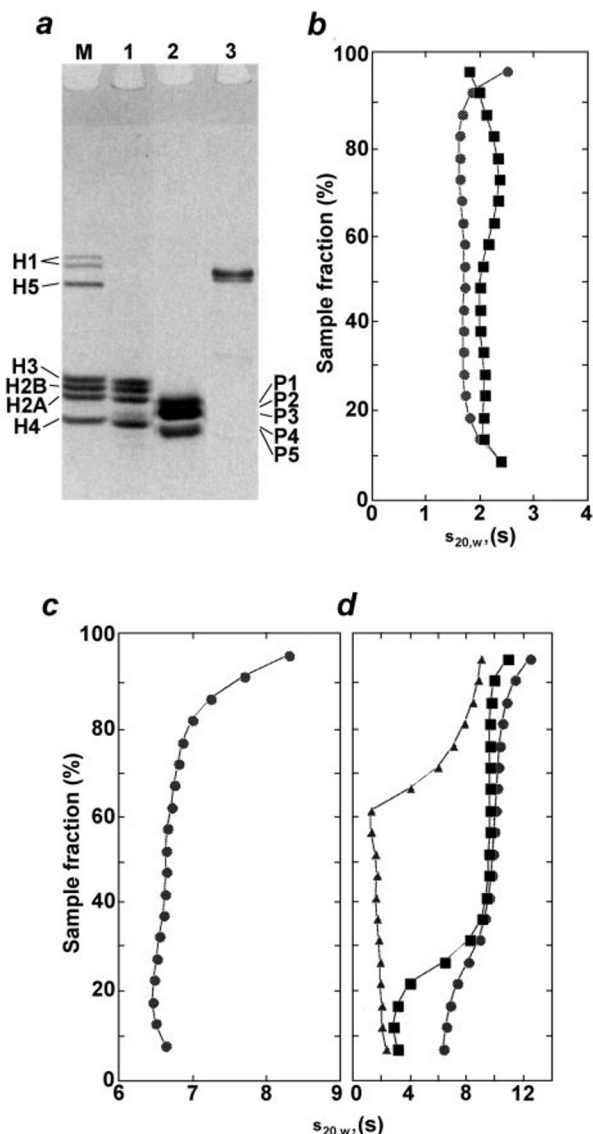 a
M 1 2 3
H1
H5
H3
H2B
H2A
H4
P1
P2
P3
P4
P5
b
Sample fraction (%)
100
80
60
40
20
0
0 1 2 3 4
s20,w,(s)
c
Sample fraction (%)
100
80
60
40
20
0
6 7 8 9
d
0 4 8 12
s20,w,(s)